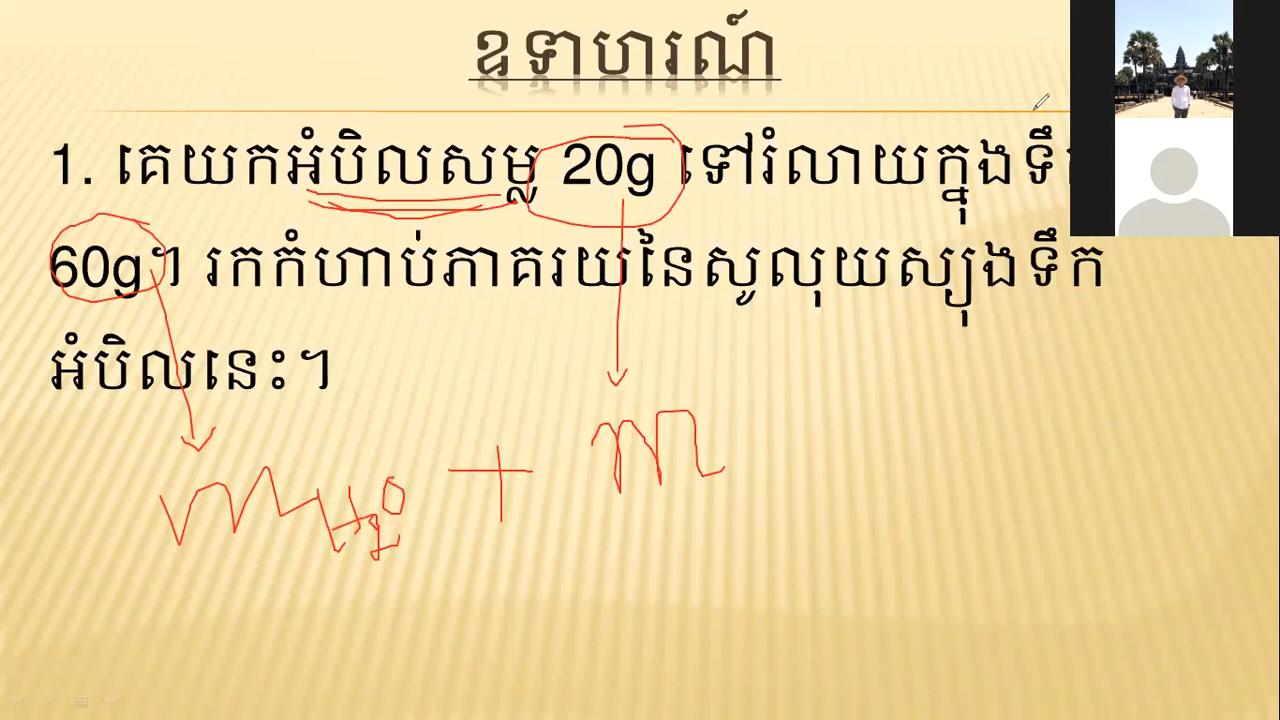 ឧទាហរណ៍
1. គេយកអំបិលសម្ល 20g ទៅរំលាយក្នុង
60g។ រកកំហាប់ភាគរយនៃសូលុយស្យុងទឹក
អំបិលនេះ។
mH₂O + m